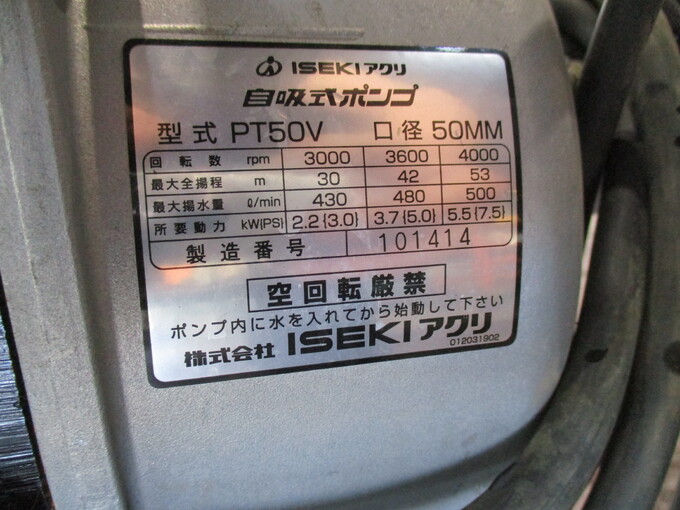 ISEKIアグリ
自吸式ポンプ
型式 PT50V 口径 50MM
回転数 rpm 3000 3600 4000
最大全揚程 m 30 42 53
最大揚水量 ℓ/min 430 480 500
所要動力 kW{PS} 2.2{3.0} 3.7{5.0} 5.5{7.5}
製造番号 101414
空回転厳禁
ポンプ内に水を入れてから始動して下さい
株式会社 ISEKIアグリ
012031902